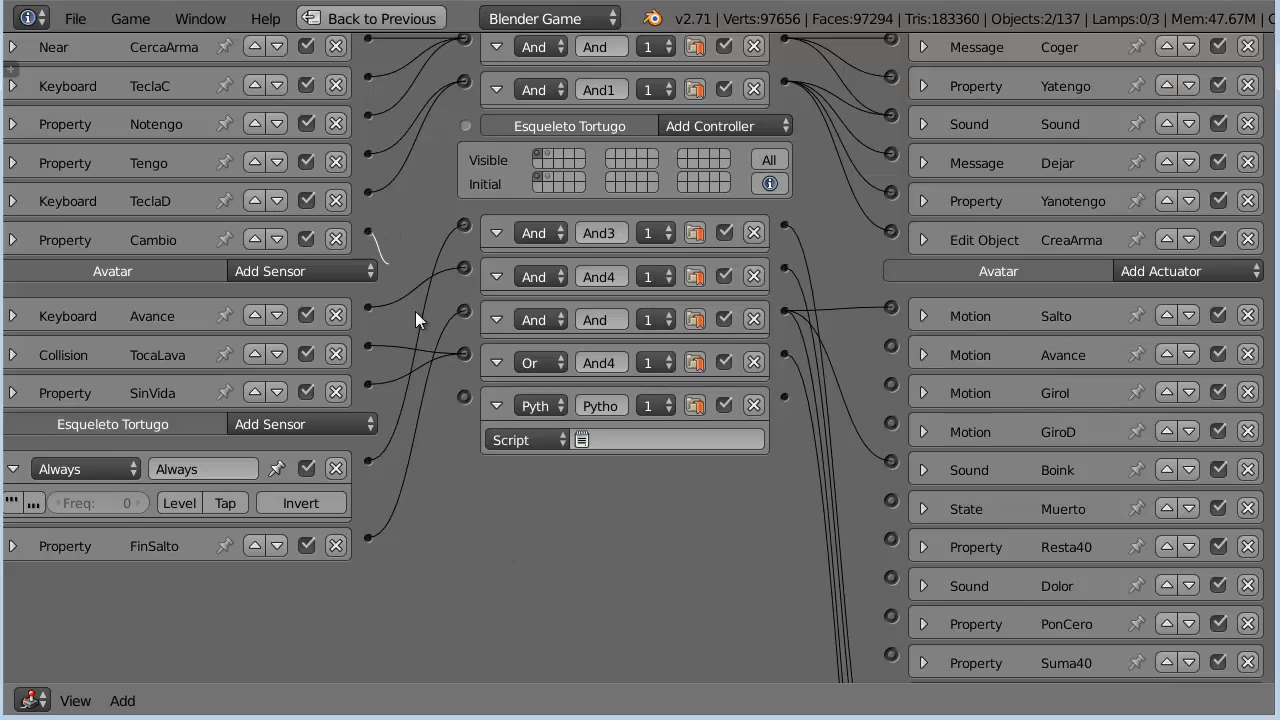 File Game Window Help Back to Previous Blender Game v2.71 | Verts:97656 | Faces:97294 | Tris:183360 | Objects:2/137 | Lamps:0/3 | Mem:47.67M |
Near CercaArma And And 1 Message Coger
Keyboard TeclaC And And1 1 Property Yatengo
Property Notengo Esqueleto Tortugo Add Controller Sound Sound
Property Tengo Visible All Message Dejar
Keyboard TeclaD Initial Property Yanotengo
Property Cambio And And3 1 Edit Object CreaArma
Avatar Add Sensor And And4 1 Avatar Add Actuator
Keyboard Avance And And 1 Motion Salto
Collision TocaLava Or And4 1 Motion Avance
Property SinVida Pyth Pytho 1 Motion GiroI
Esqueleto Tortugo Add Sensor Script Motion GiroD
Always Always Sound Boink
Freq: 0 Level Tap Invert State Muerto
Property FinSalto Property Resta40
Sound Dolor
Property PonCero
Property Suma40
View Add